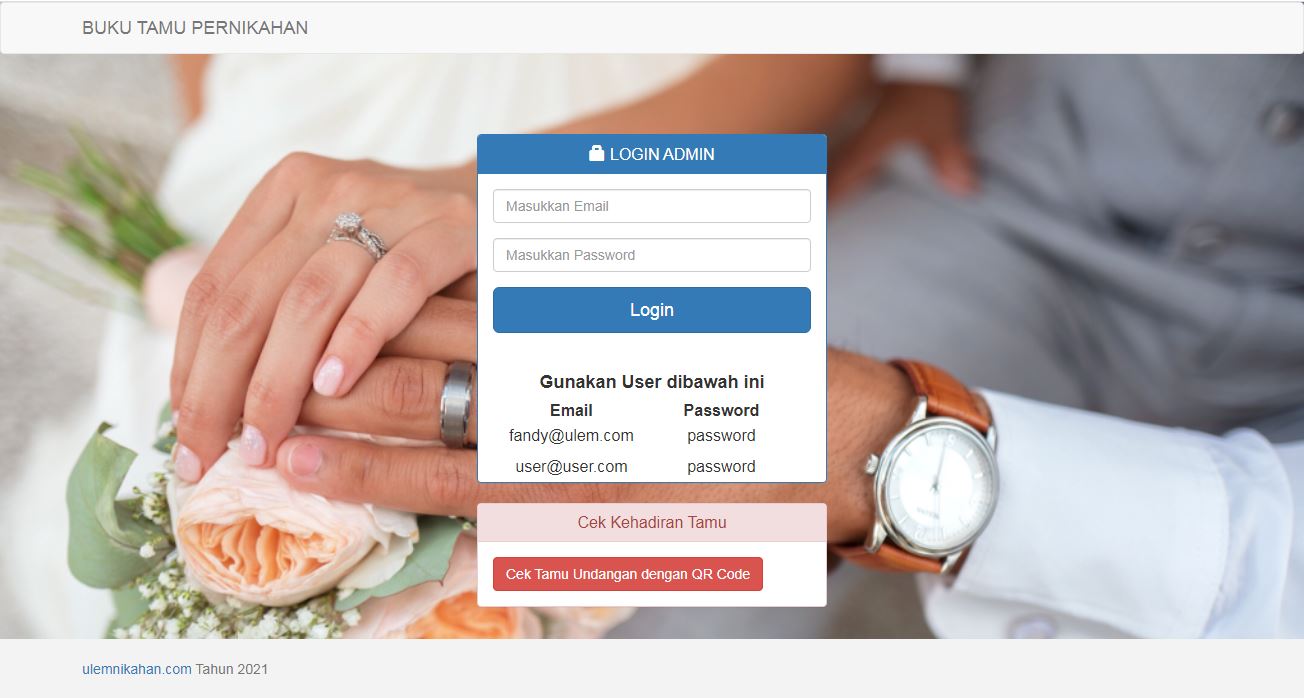 BUKU TAMU PERNIKAHAN
LOGIN ADMIN
Masukkan Email
Masukkan Password
Login
Gunakan User dibawah ini
Email Password
fandy@ulem.com password
user@user.com password
Cek Kehadiran Tamu
Cek Tamu Undangan dengan QR Code
ulemnikahan.com Tahun 2021